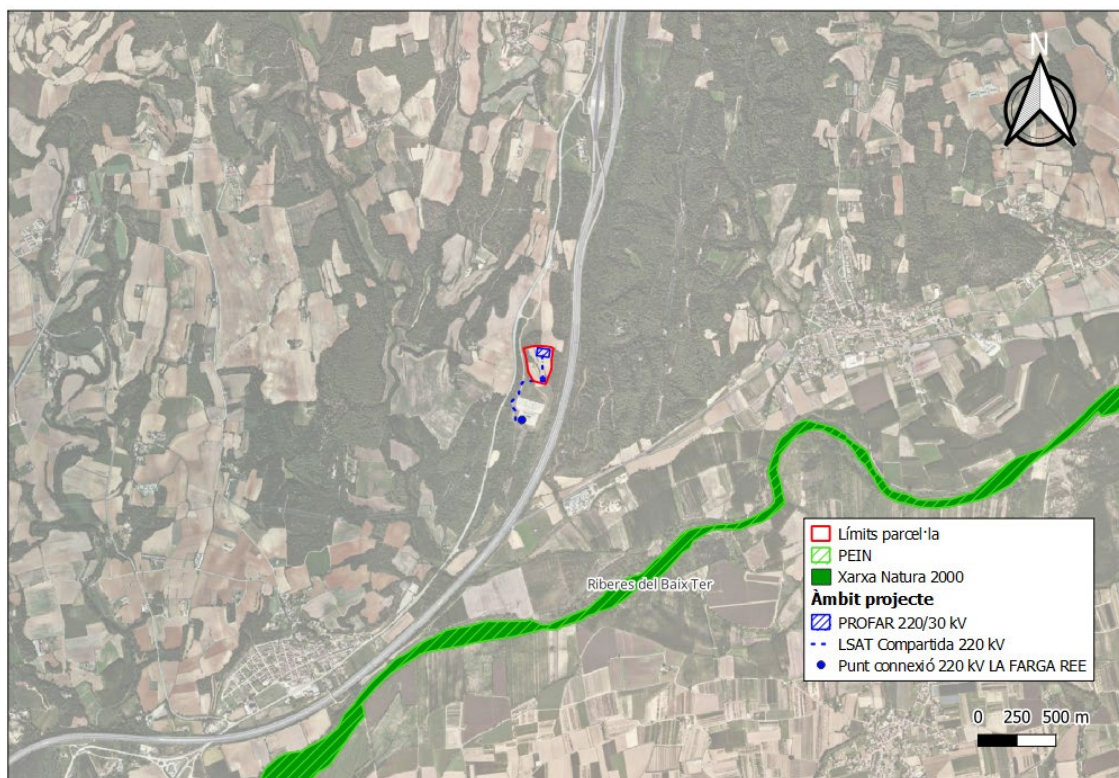 N
Riberes del Baix Ter
Límits parcel·la
PEIN
Xarxa Natura 2000
Àmbit projecte
PROFAR 220/30 kV
LSAT Compartida 220 kV
Punt connexió 220 kV LA FARGA REE
0 250 500 m